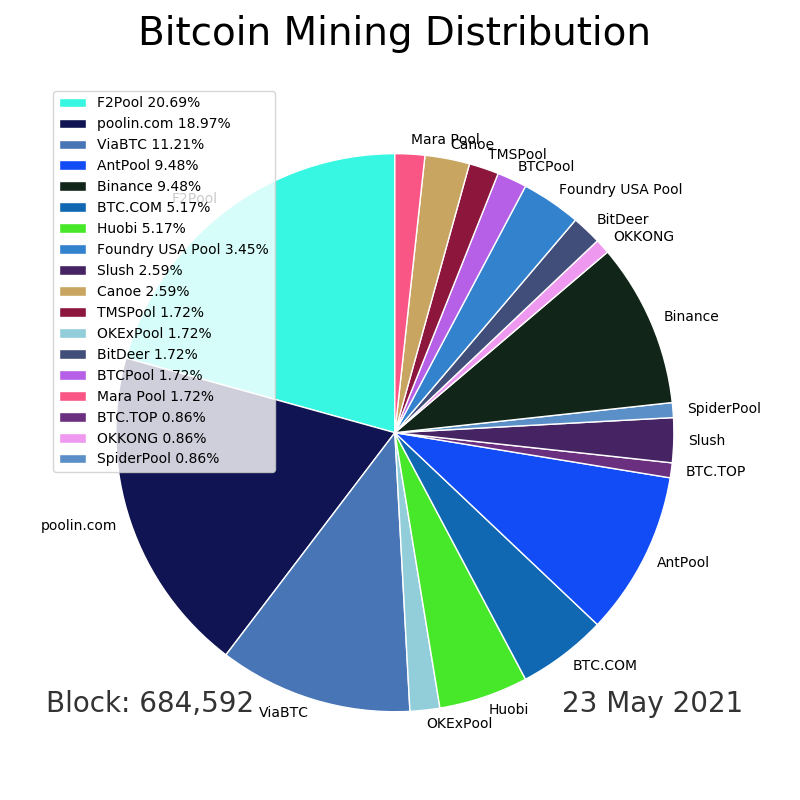 Bitcoin Mining Distribution
F2Pool 20.69%
poolin.com 18.97%
ViaBTC 11.21%
AntPool 9.48%
Binance 9.48%
BTC.COM 5.17%
Huobi 5.17%
Foundry USA Pool 3.45%
Slush 2.59%
Canoe 2.59%
TMSPool 1.72%
OKExPool 1.72%
BitDeer 1.72%
BTCPool 1.72%
Mara Pool 1.72%
BTC.TOP 0.86%
OKKONG 0.86%
SpiderPool 0.86%
F2Pool
Mara Pool
Canoe
TMSPool
BTCPool
Foundry USA Pool
BitDeer
OKKONG
Binance
SpiderPool
Slush
BTC.TOP
AntPool
BTC.COM
Huobi
OKExPool
ViaBTC
poolin.com
Block: 684,592
23 May 2021